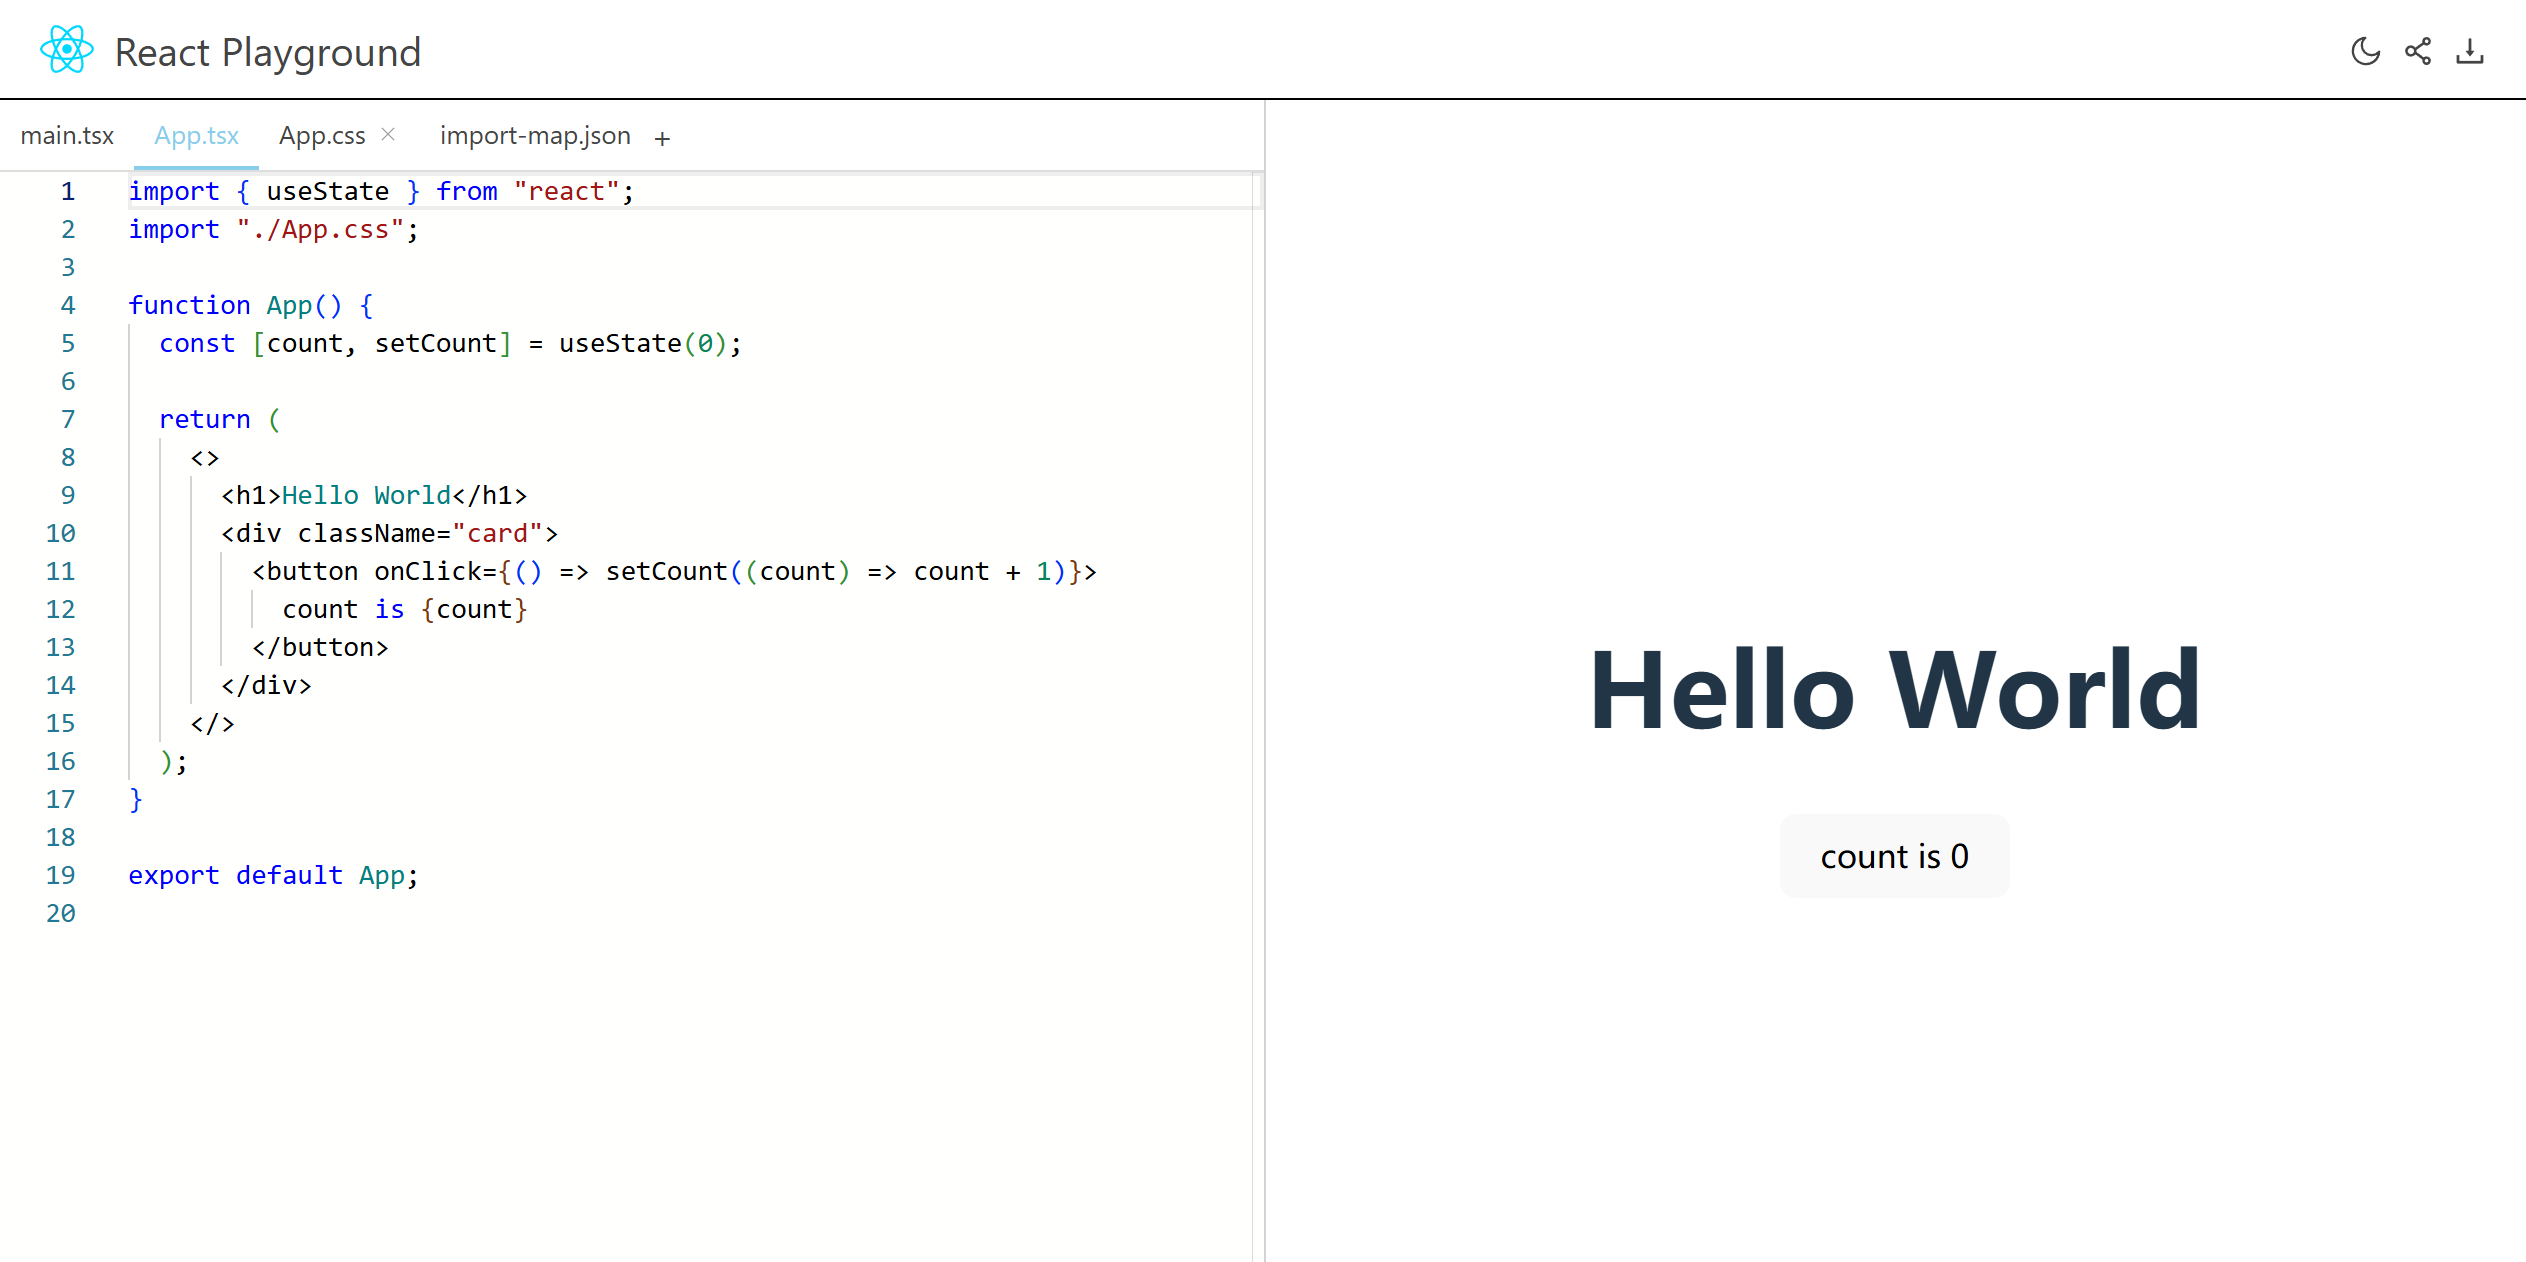 React Playground
main.tsx App.tsx App.css × import-map.json +
1 import { useState } from "react";
2 import "./App.css";
3
4 function App() {
5   const [count, setCount] = useState(0);
6
7   return (
8     <>
9       <h1>Hello World</h1>
10       <div className="card">
11         <button onClick={() => setCount((count) => count + 1)}>
12           count is {count}
13         </button>
14       </div>
15     </>
16   );
17 }
18
19 export default App;
20
Hello World
count is 0